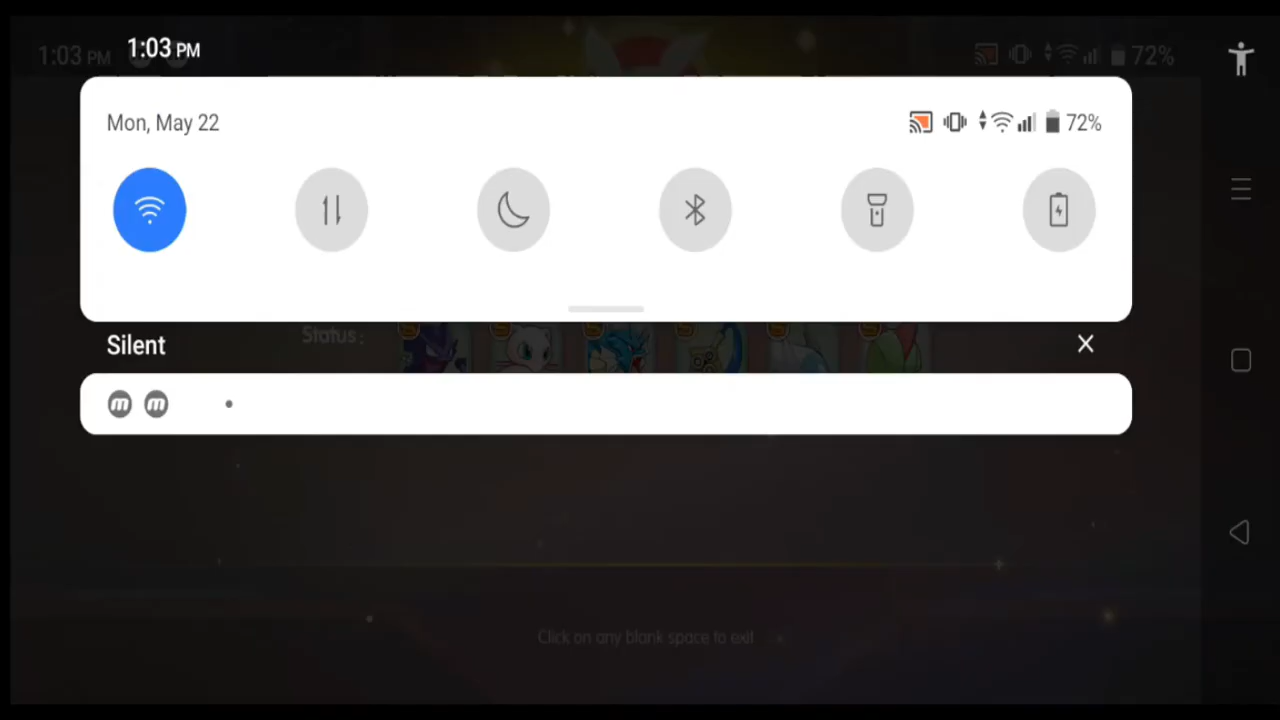 1:03 PM 1:03 PM 72%
Mon, May 22 72%
Status:
Silent
Click on any blank space to exit